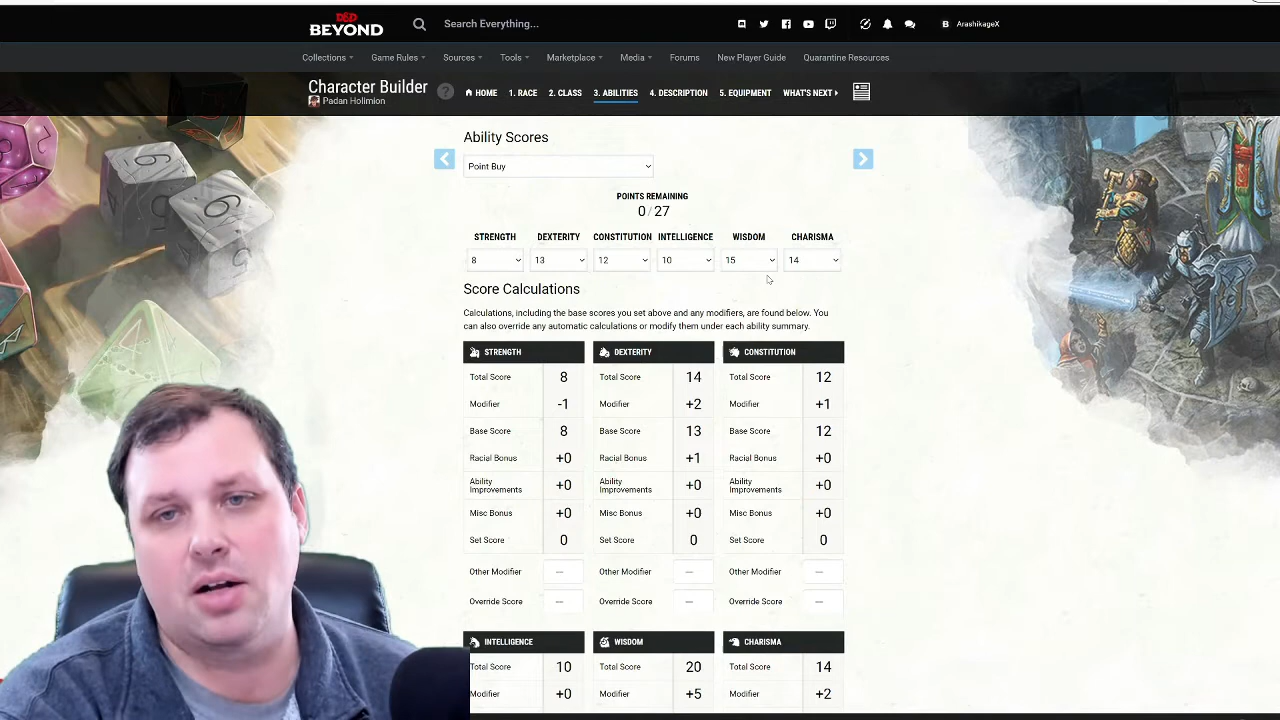 D&D
BEYOND
Search Everything...
ArashikageX
Collections
Game Rules
Sources
Tools
Marketplace
Media
Forums
New Player Guide
Quarantine Resources
Character Builder
Padan Holimion
?
HOME
1. RACE
2. CLASS
3. ABILITIES
4. DESCRIPTION
5. EQUIPMENT
WHAT'S NEXT
Ability Scores
Point Buy
POINTS REMAINING
0 / 27
STRENGTH DEXTERITY CONSTITUTION INTELLIGENCE WISDOM CHARISMA
8 13 12 10 15 14
Score Calculations
Calculations, including the base scores you set above and any modifiers, are found below. You
can also override any automatic calculations or modify them under each ability summary.
STRENGTH
Total Score 8
Modifier -1
Base Score 8
Racial Bonus +0
Ability
Improvements +0
Misc Bonus +0
Set Score 0
Other Modifier --
Override Score --
DEXTERITY
Total Score 14
Modifier +2
Base Score 13
Racial Bonus +1
Ability
Improvements +0
Misc Bonus +0
Set Score 0
Other Modifier --
Override Score --
CONSTITUTION
Total Score 12
Modifier +1
Base Score 12
Racial Bonus +0
Ability
Improvements +0
Misc Bonus +0
Set Score 0
Other Modifier --
Override Score --
INTELLIGENCE
Total Score 10
Modifier +0
WISDOM
Total Score 20
Modifier +5
CHARISMA
Total Score 14
Modifier +2